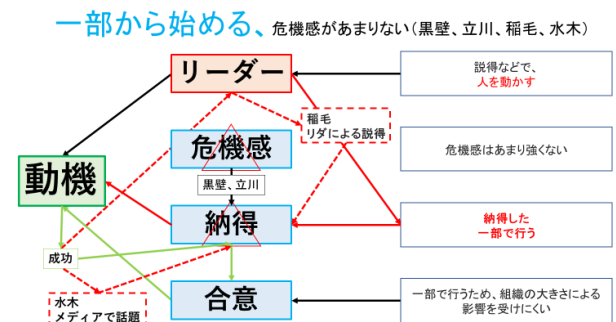 一部から始める、危機感があまりない（黒壁、立川、稲毛、水木）
リーダー
説得などで、
人を動かす
稲毛
リダによる説得
危機感
危機感はあまり強くない
動機
黒壁、立川
納得
納得した
一部で行う
成功
水木
メディアで話題
合意
一部で行うため、組織の大きさによる
影響を受けにくい